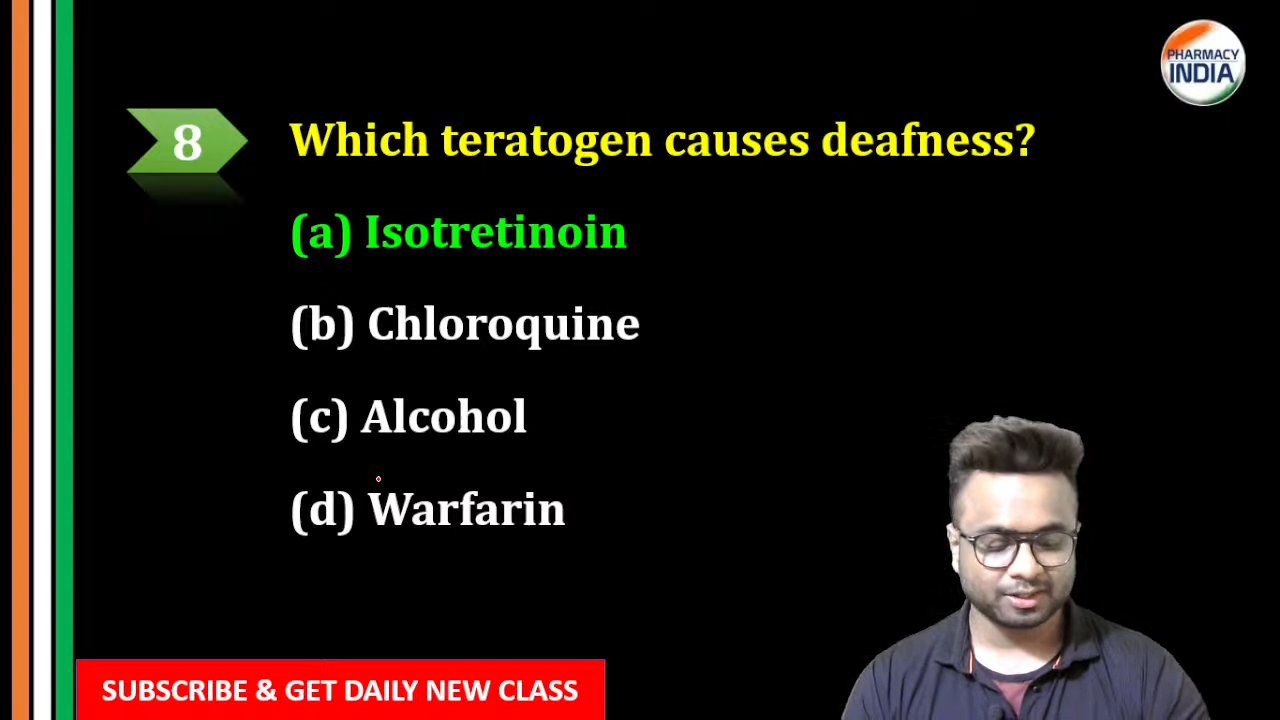 PHARMACY
INDIA
8
Which teratogen causes deafness?
(a) Isotretinoin
(b) Chloroquine
(c) Alcohol
(d) Warfarin
SUBSCRIBE & GET DAILY NEW CLASS